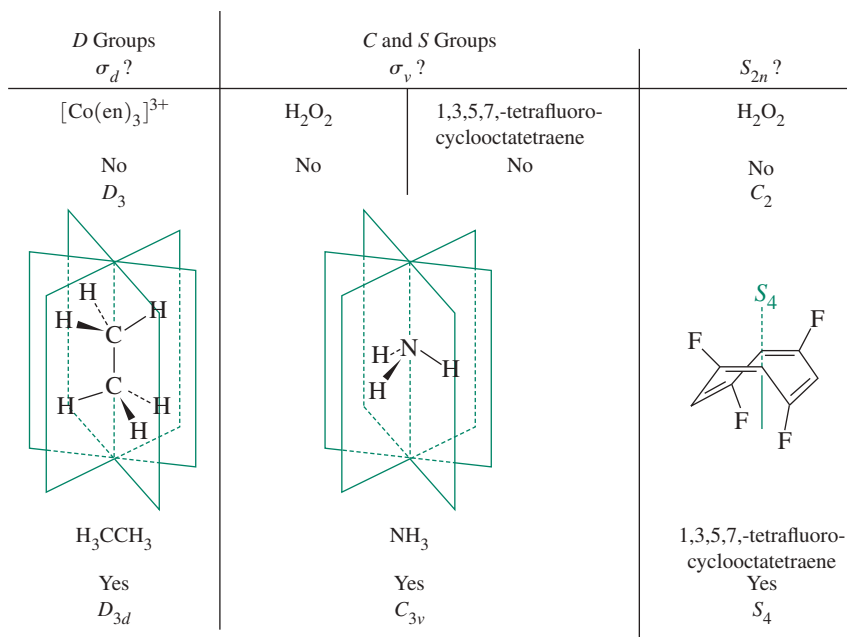 D Groups
σd?
C and S Groups
σv?
S2n?
[Co(en)3]3+
No
D3
H2O2
No
1,3,5,7,-tetrafluoro-
cyclooctatetraene
No
H2O2
No
C2
H
H
H
C
C
H
H
H
H3CCH3
Yes
D3d
N
H
H
H
NH3
Yes
C3v
S4
F
F
F
F
1,3,5,7,-tetrafluoro-
cyclooctatetraene
Yes
S4